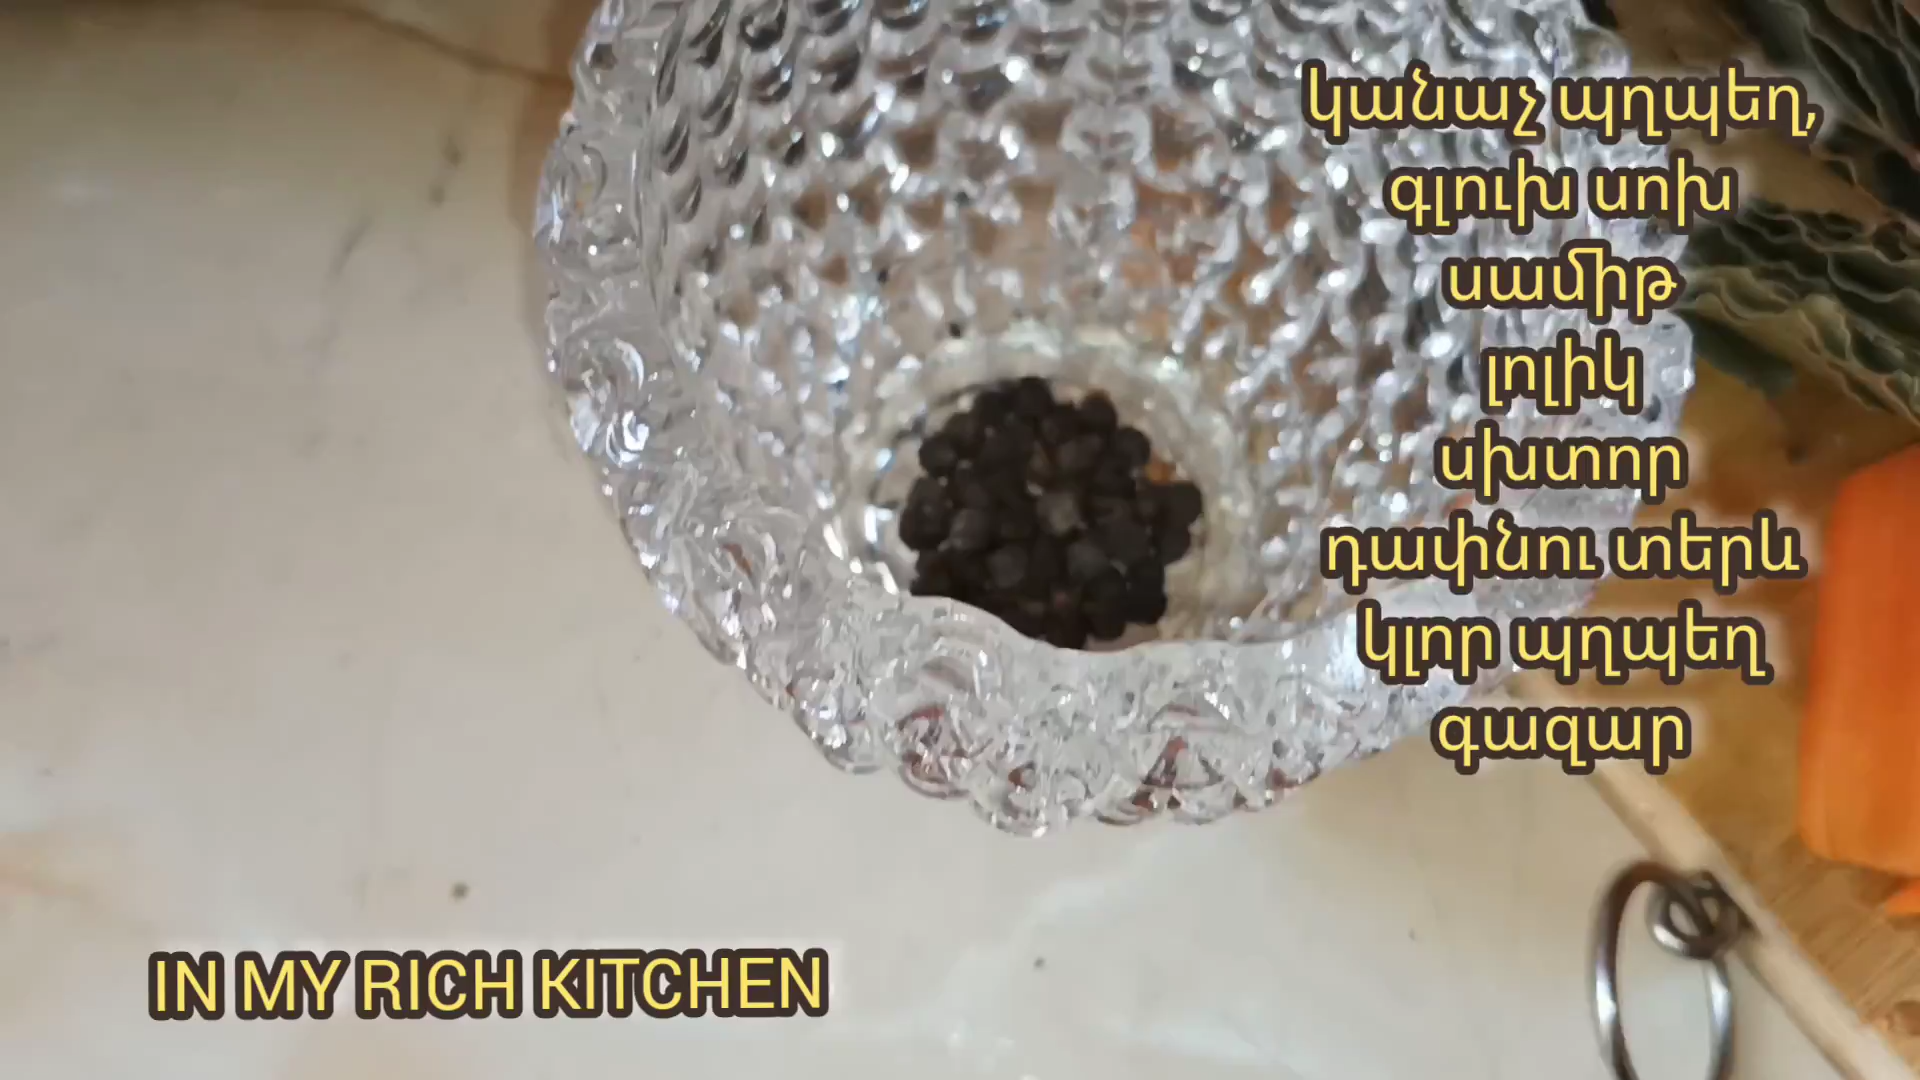 կանաչ պղպեղ,
գլուխ սոխ
սամիթ
լոլիկ
սխտոր
դափնու տերև
կլոր պղպեղ
գազար
IN MY RICH KITCHEN